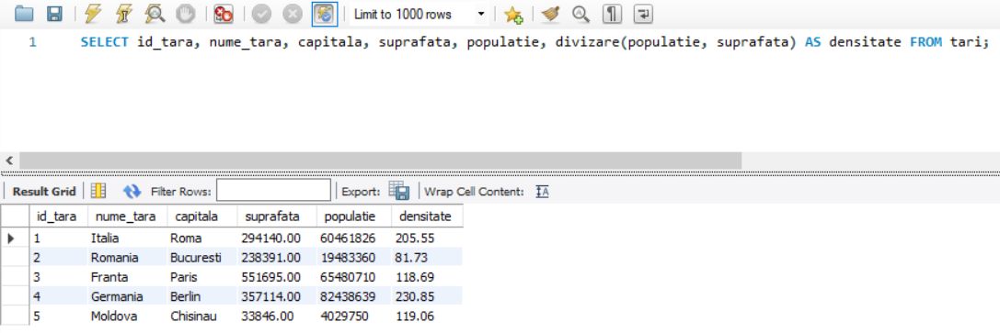 Limit to 1000 rows
1 SELECT id_tara, nume_tara, capitala, suprafata, populatie, divizare(populatie, suprafata) AS densitate FROM tari;
Result Grid Filter Rows: Export: Wrap Cell Content: IA
id_tara nume_tara capitala suprafata populatie densitate
1 Italia Roma 294140.00 60461826 205.55
2 Romania Bucuresti 238391.00 19483360 81.73
3 Franta Paris 551695.00 65480710 118.69
4 Germania Berlin 357114.00 82438639 230.85
5 Moldova Chisinau 33846.00 4029750 119.06